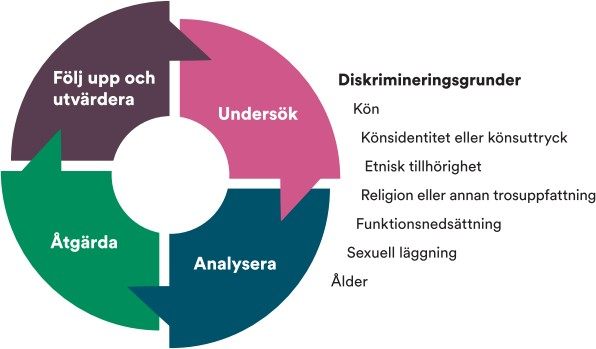 Följ upp och
utvärdera
Undersök
Analysera
Åtgärda
Diskrimineringsgrunder
Kön
Könsidentitet eller könsuttryck
Etnisk tillhörighet
Religion eller annan trosuppfattning
Funktionsnedsättning
Sexuell läggning
Ålder